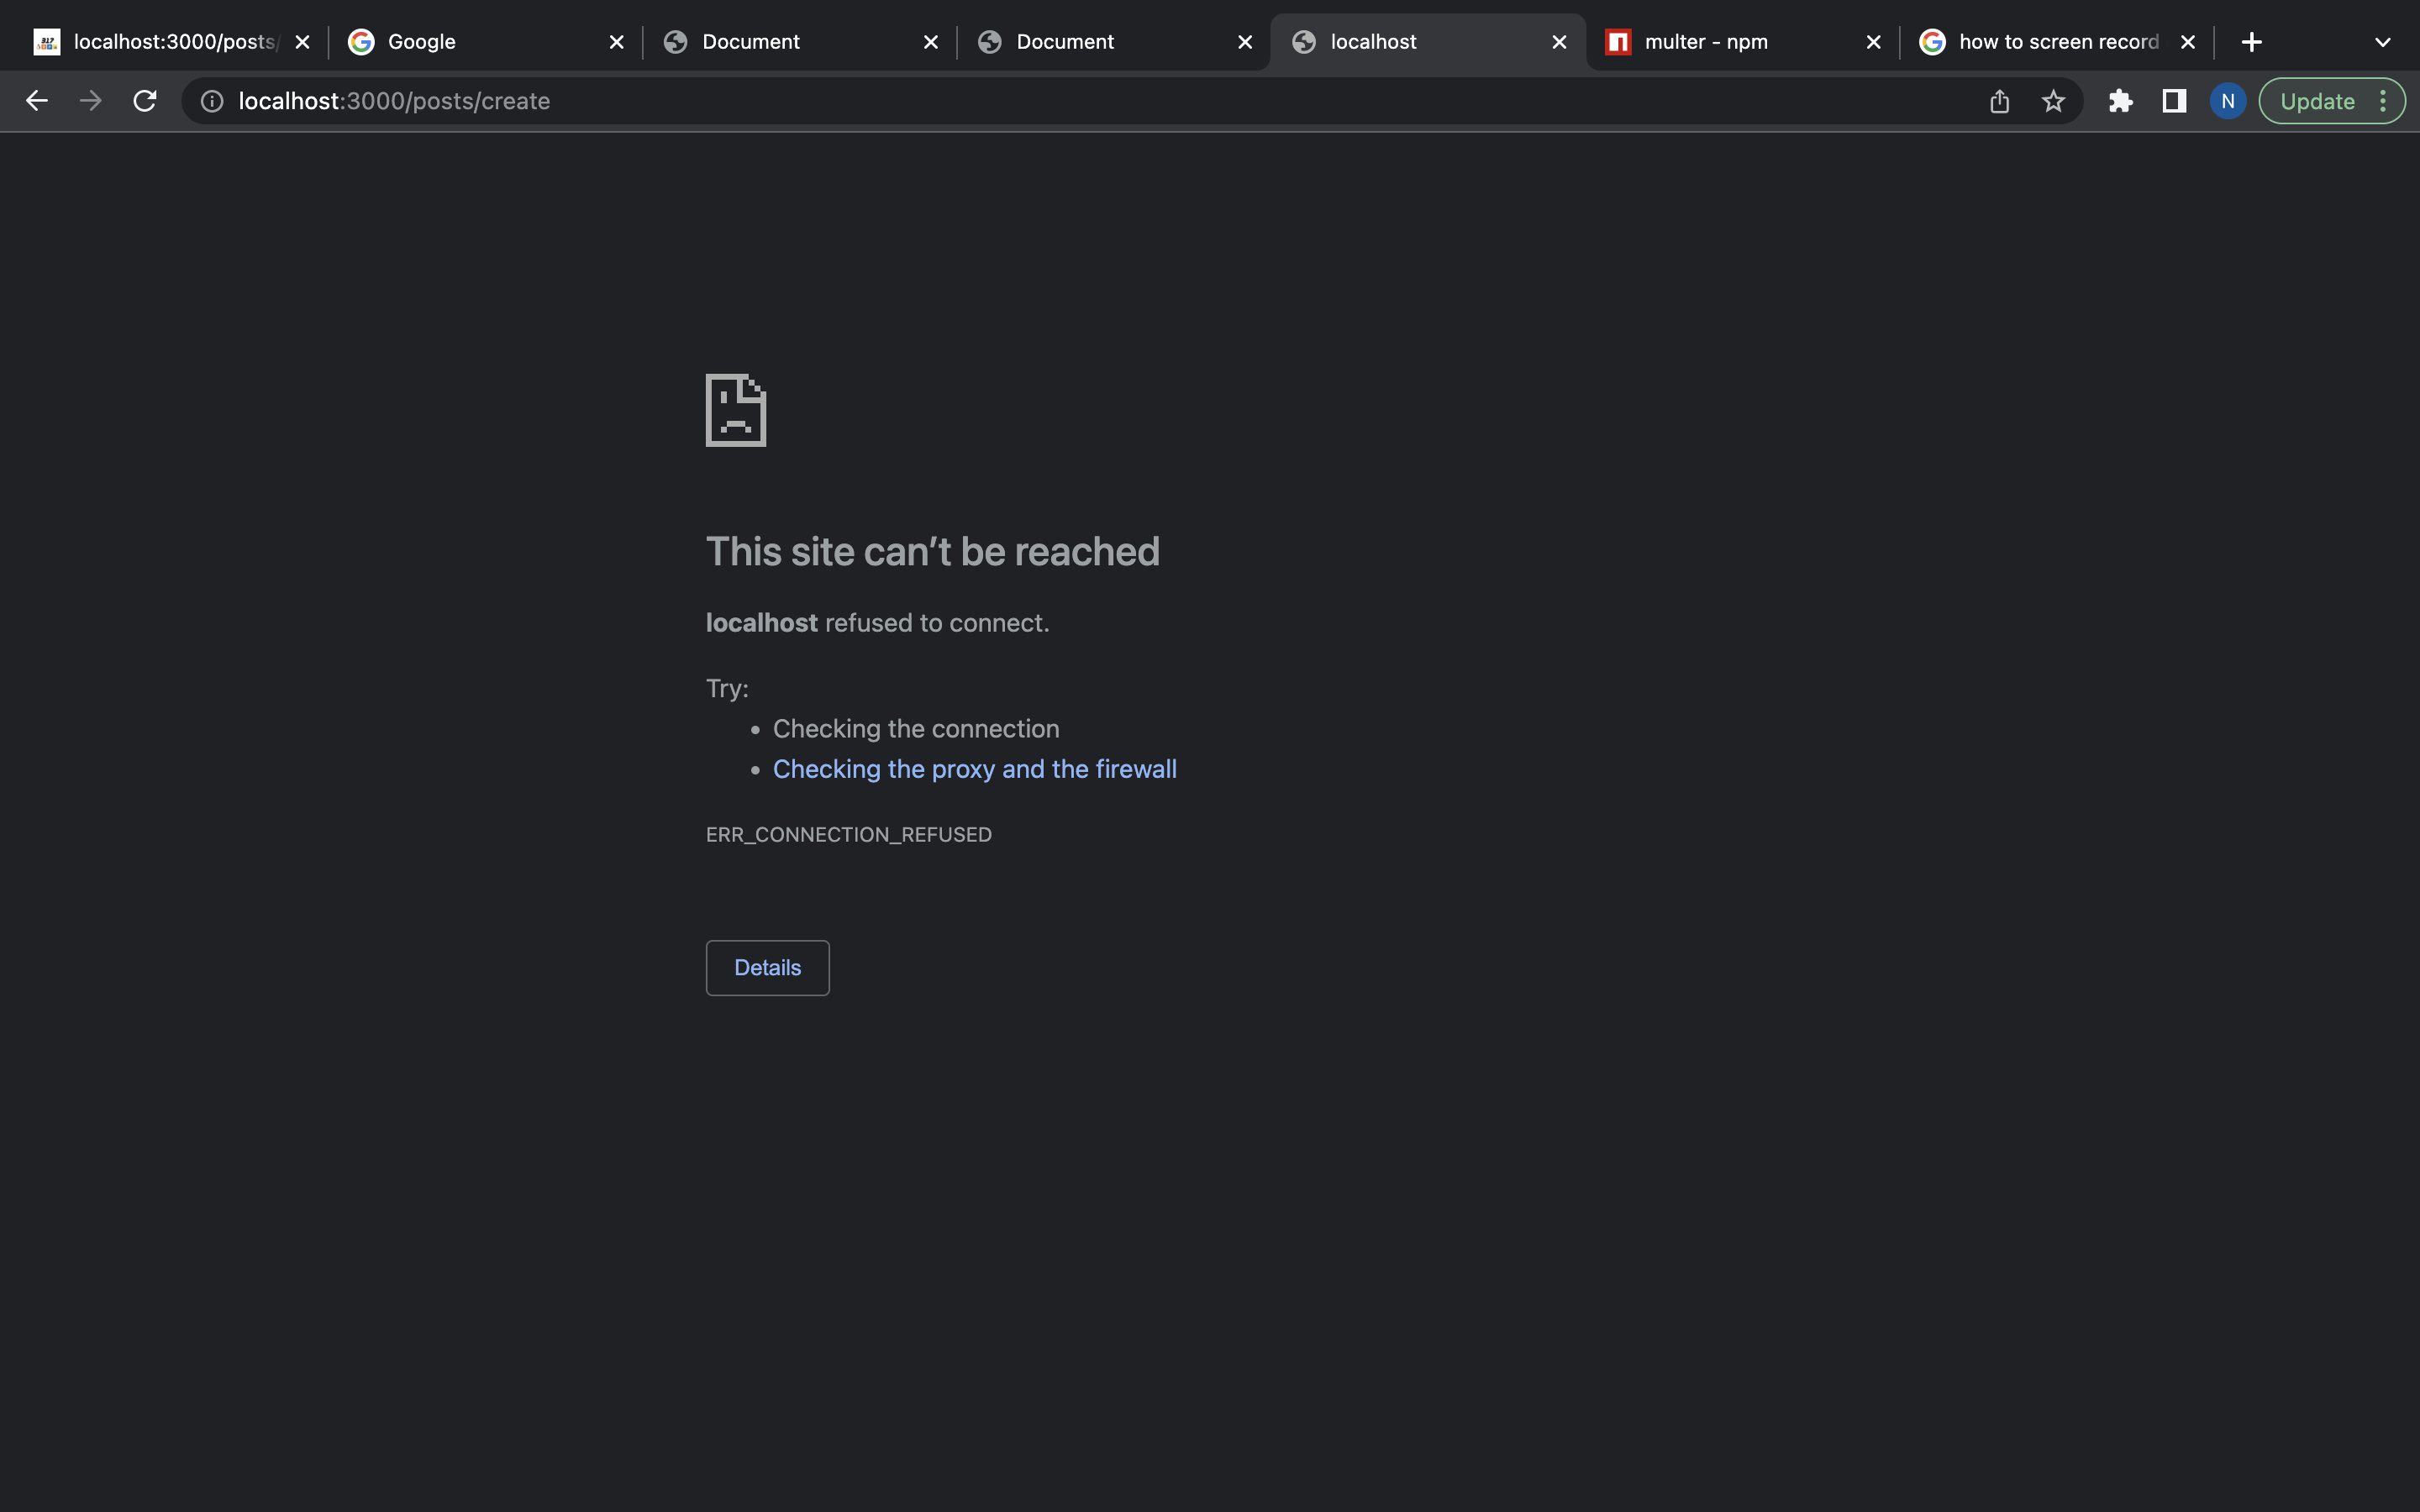 localhost:3000/posts/
Google
Document
Document
localhost
multer - npm
how to screen record
localhost:3000/posts/create
N
Update
This site can’t be reached
localhost refused to connect.
Try:
Checking the connection
Checking the proxy and the firewall
ERR_CONNECTION_REFUSED
Details